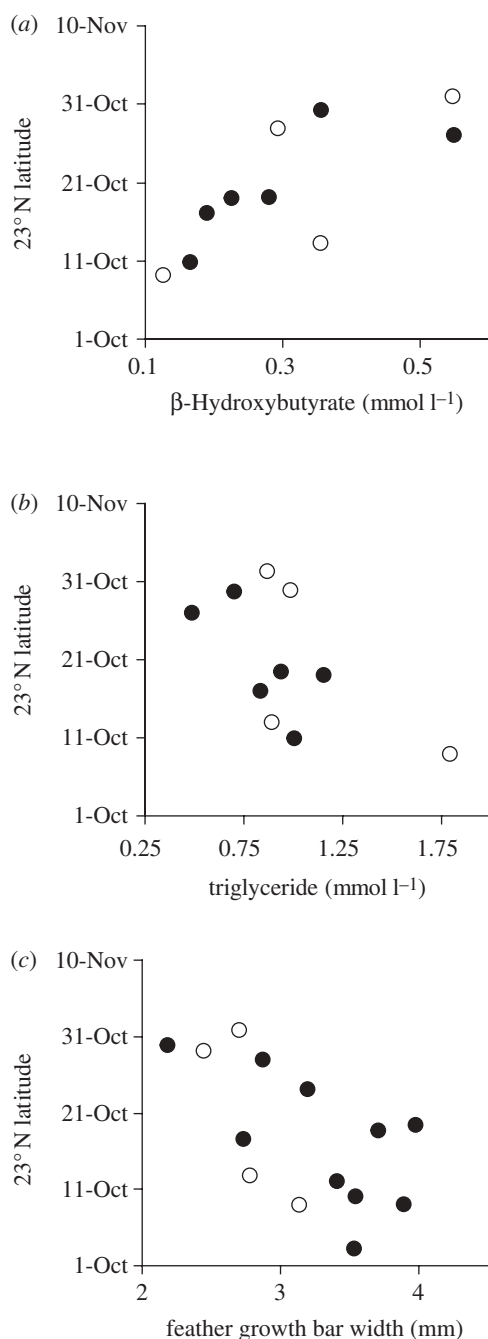 (a)
10-Nov
31-Oct
21-Oct
11-Oct
1-Oct
23° N latitude
0.1 0.3 0.5
β-Hydroxybutyrate (mmol l–1)
(b)
10-Nov
31-Oct
21-Oct
11-Oct
1-Oct
23° N latitude
0.25 0.75 1.25 1.75
triglyceride (mmol l–1)
(c)
10-Nov
31-Oct
21-Oct
11-Oct
1-Oct
23° N latitude
2 3 4
feather growth bar width (mm)